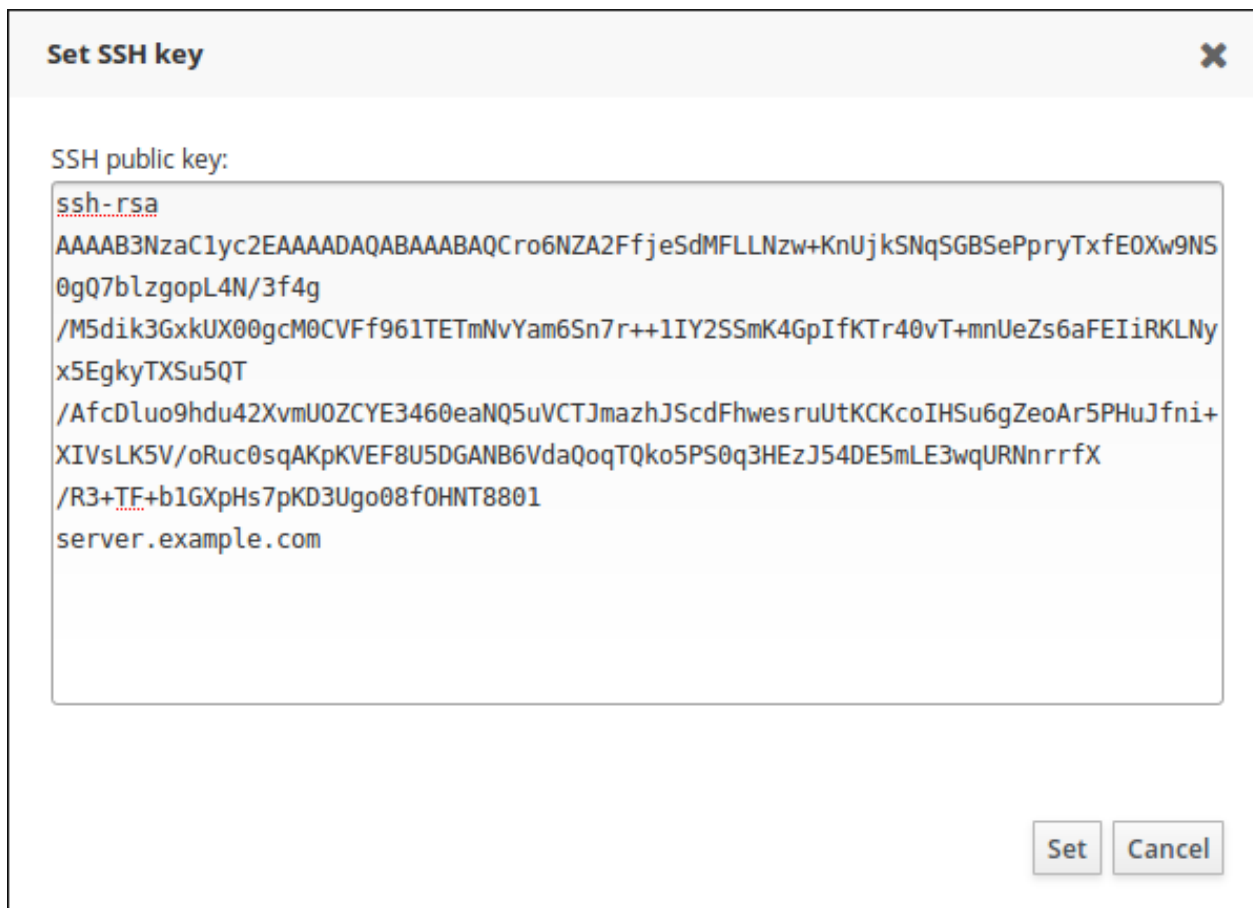 Set SSH key
SSH public key:
ssh-rsa
AAAAB3NzaC1yc2EAAAADAQABAAABAQCro6NZA2FfjeSdMFLLNzw+KnUjkSNqSGBSePpryTxfEOXw9NS
0gQ7blzgopL4N/3f4g
/M5dik3GxkUX00gcM0CVFf961TETmNvYam6Sn7r++1IY2SSmK4GpIfKTr40vT+mnUeZs6aFEIiRKLNy
x5EgkyTXSu5QT
/AfcDluo9hdu42XvmUOZCYE3460eaNQ5uVCTJmazhJScdFhwesruUtKCKcoIHSu6gZeoAr5PHuJfni+
XIVsLK5V/oRuc0sqAKpKVEF8U5DGANB6VdaQoqTQko5PS0q3HEzJ54DE5mLE3wqURNnrrfX
/R3+TF+b1GXpHs7pKD3Ugo08fOHNT8801
server.example.com
Set
Cancel